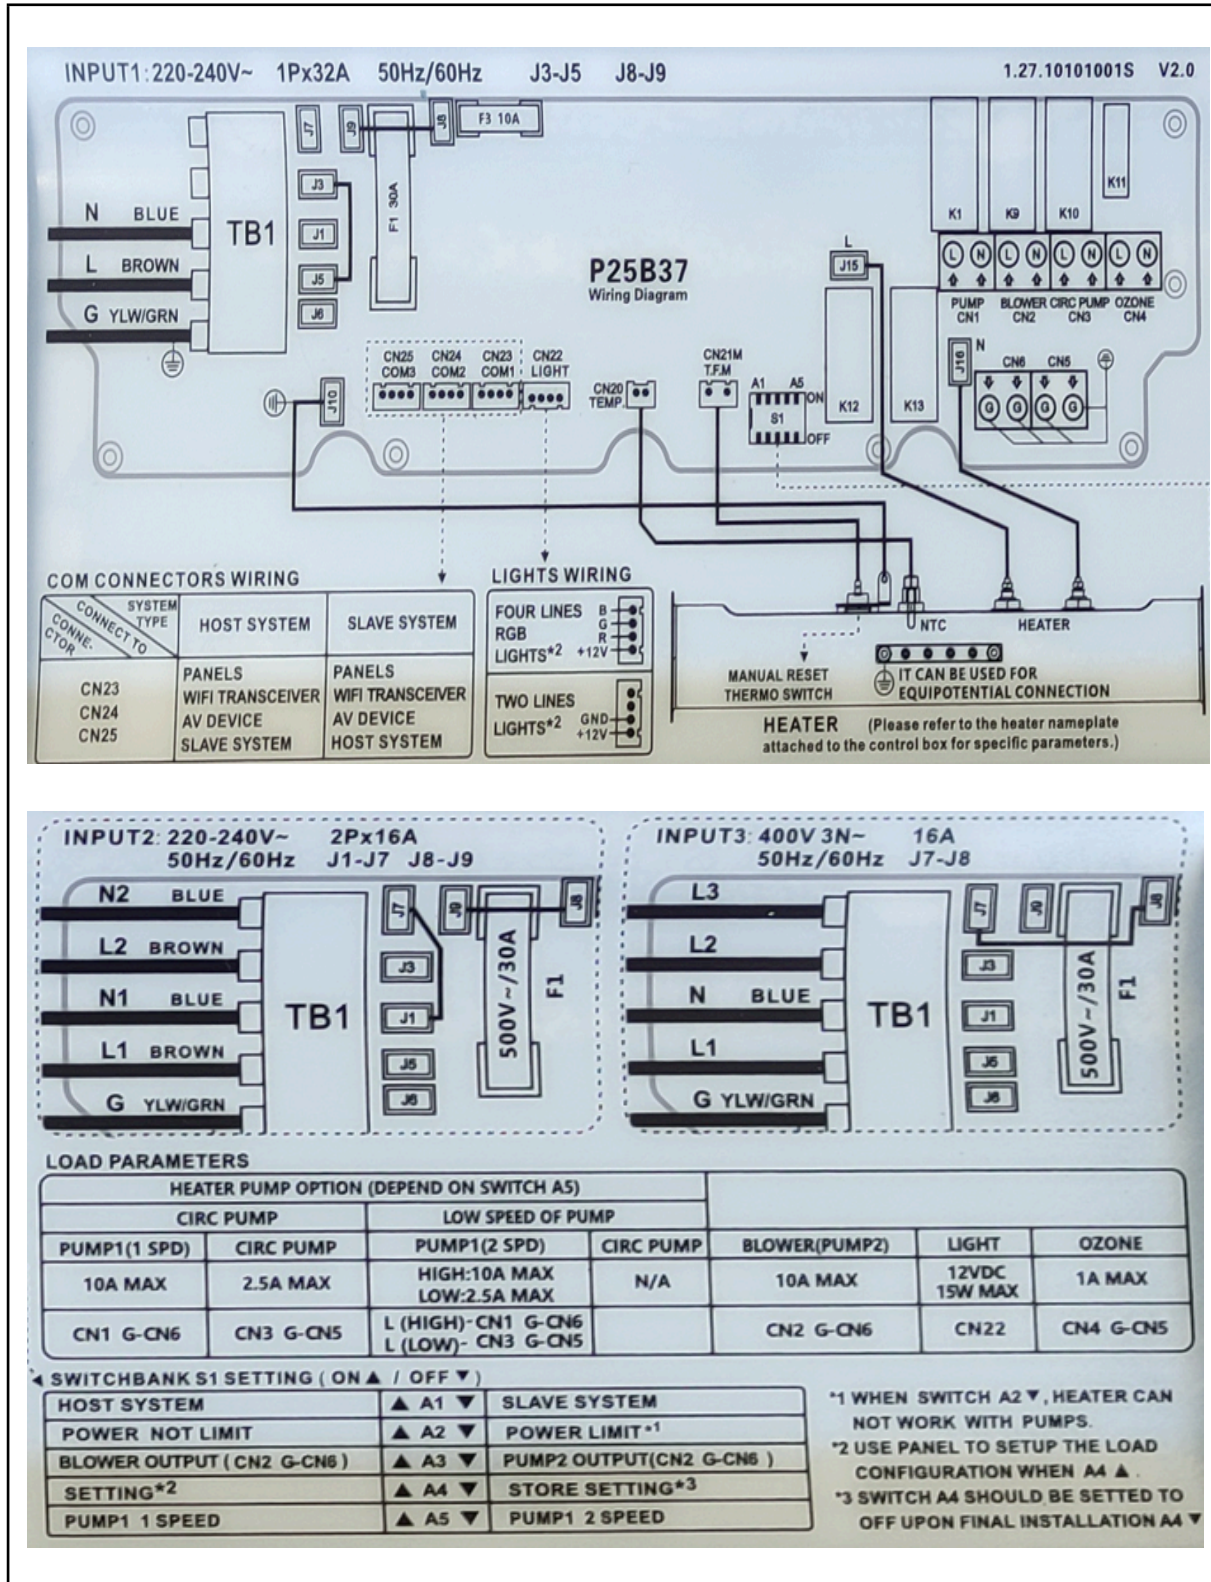 INPUT1:220-240V~ 1Px32A 50Hz/60Hz J3-J5 J8-J9
1.27.10101001S V2.0
J7
J9
J8
F3 10A
J3
F1 30A
K1
K9
K10
K11
N BLUE
TB1
J1
L BROWN
J5
G YLW/GRN
J6
P25B37
Wiring Diagram
L
J15
L N L N L N L N
PUMP CN1
BLOWER CN2
CIRC PUMP CN3
OZONE CN4
J10
CN25 COM3
CN24 COM2
CN23 COM1
CN22 LIGHT
CN20 TEMP.
CN21M T.F.M
A1 A5
ON
S1
OFF
K12
K13
J16
N
CN6 CN5
G G G G
COM CONNECTORS WIRING
SYSTEM TYPE
CONNECT TO
CONNE-CTOR
HOST SYSTEM
SLAVE SYSTEM
CN23
CN24
CN25
PANELS
WIFI TRANSCEIVER
AV DEVICE
SLAVE SYSTEM
PANELS
WIFI TRANSCEIVER
AV DEVICE
HOST SYSTEM
LIGHTS WIRING
FOUR LINES B
RGB G
R
LIGHTS*2 +12V
TWO LINES
LIGHTS*2 GND
+12V
NTC
HEATER
MANUAL RESET
THERMO SWITCH
IT CAN BE USED FOR
EQUIPOTENTIAL CONNECTION
HEATER (Please refer to the heater nameplate
attached to the control box for specific parameters.)
INPUT2: 220-240V~ 2Px16A
50Hz/60Hz J1-J7 J8-J9
N2 BLUE
L2 BROWN
N1 BLUE
L1 BROWN
G YLW/GRN
TB1
J7
J9
J8
J3
J1
J5
J6
500V~/30A
F1
INPUT3: 400V 3N~ 16A
50Hz/60Hz J7-J8
L3
L2
N BLUE
L1
G YLW/GRN
TB1
J7
J9
J8
J3
J1
J5
J6
500V~/30A
F1
LOAD PARAMETERS
HEATER PUMP OPTION (DEPEND ON SWITCH A5)
CIRC PUMP LOW SPEED OF PUMP
PUMP1(1 SPD) CIRC PUMP PUMP1(2 SPD) CIRC PUMP BLOWER(PUMP2) LIGHT OZONE
10A MAX 2.5A MAX HIGH:10A MAX N/A 10A MAX 12VDC 1A MAX
LOW:2.5A MAX 15W MAX
CN1 G-CN6 CN3 G-CN5 L (HIGH)-CN1 G-CN6 CN2 G-CN6 CN22 CN4 G-CN5
L (LOW)- CN3 G-CN5
◀ SWITCHBANK S1 SETTING ( ON ▲ / OFF ▼ )
HOST SYSTEM ▲ A1 ▼ SLAVE SYSTEM
POWER NOT LIMIT ▲ A2 ▼ POWER LIMIT*1
BLOWER OUTPUT ( CN2 G-CN6 ) ▲ A3 ▼ PUMP2 OUTPUT(CN2 G-CN6 )
SETTING*2 ▲ A4 ▼ STORE SETTING*3
PUMP1 1 SPEED ▲ A5 ▼ PUMP1 2 SPEED
*1 WHEN SWITCH A2 ▼, HEATER CAN
NOT WORK WITH PUMPS.
*2 USE PANEL TO SETUP THE LOAD
CONFIGURATION WHEN A4 ▲ .
*3 SWITCH A4 SHOULD BE SETTED TO
OFF UPON FINAL INSTALLATION A4 ▼